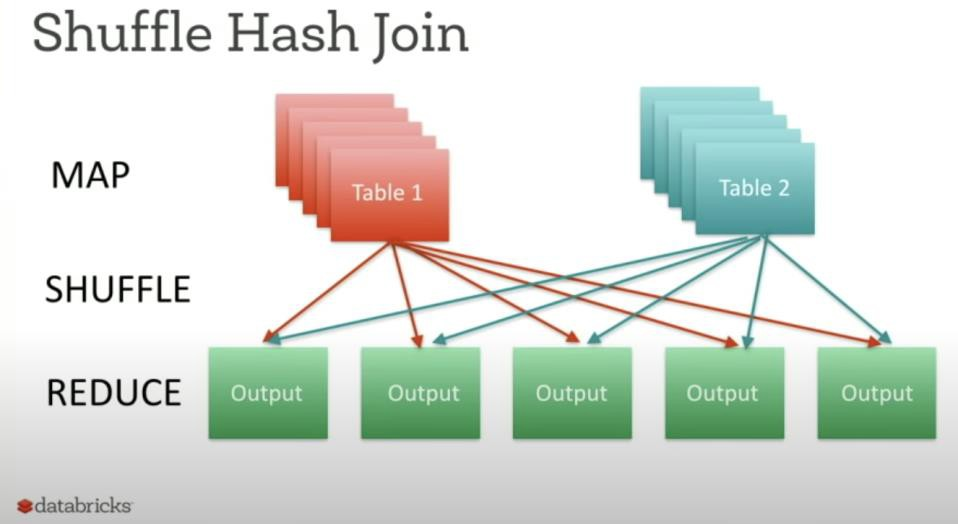 Shuffle Hash Join
MAP
Table 1
Table 2
SHUFFLE
REDUCE
Output
Output
Output
Output
Output
databricks